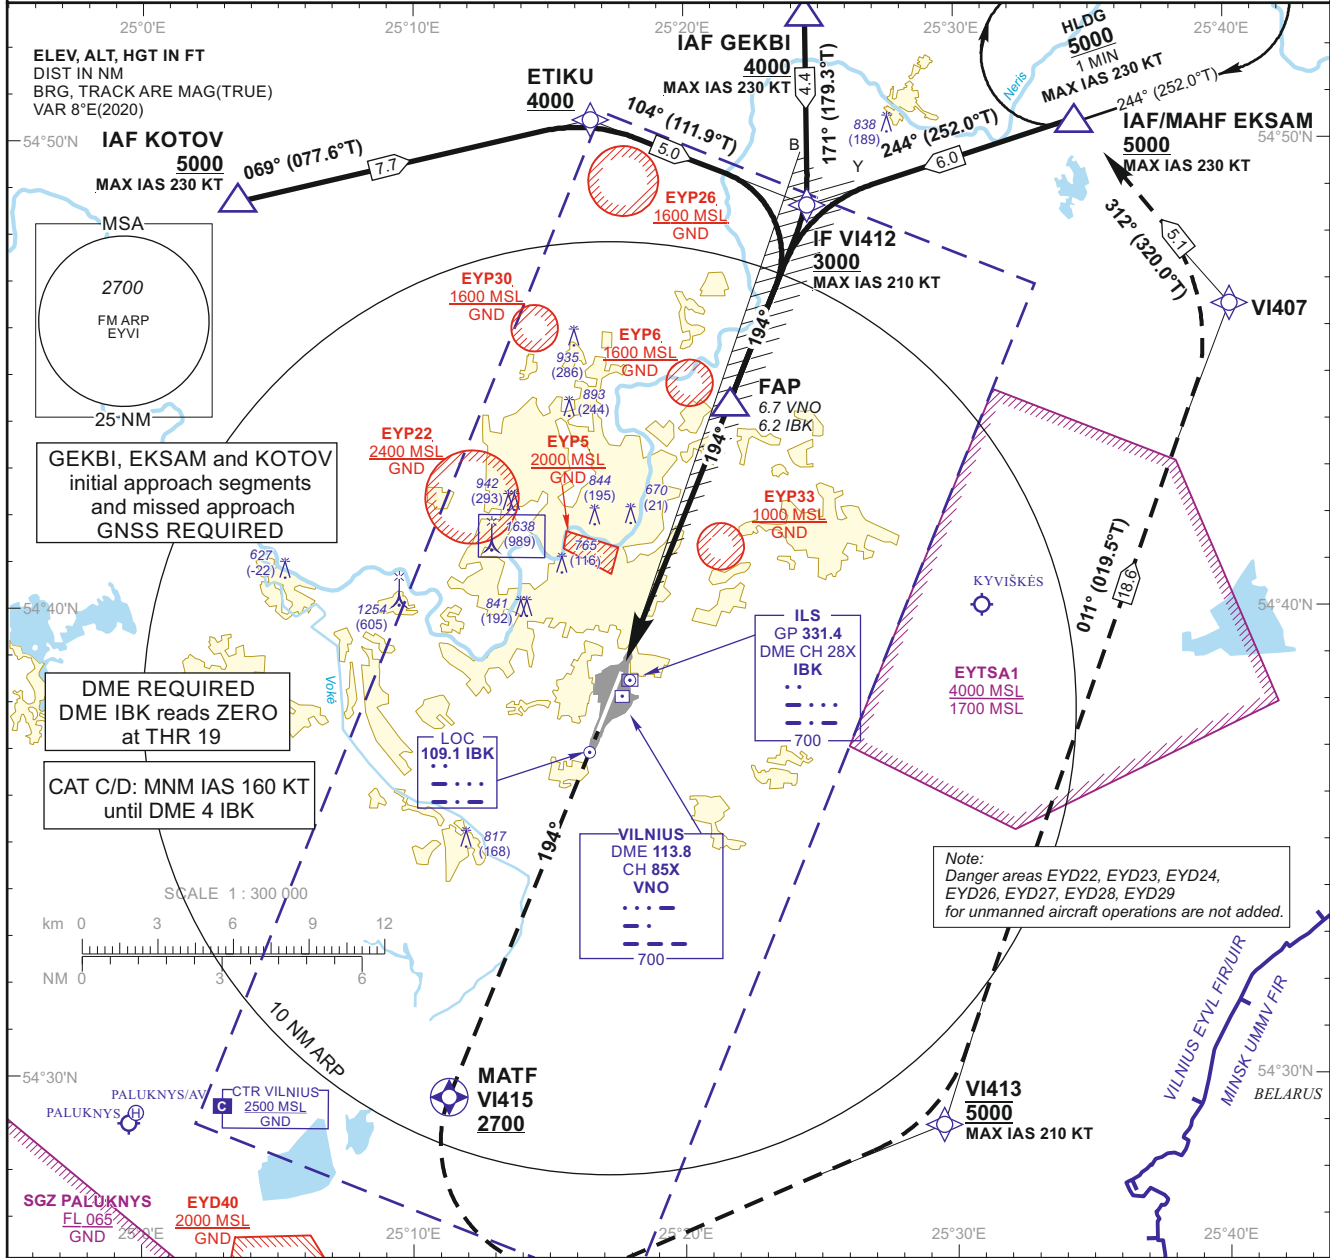 25°0'E
25°10'E
25°20'E
25°30'E
25°40'E
ELEV, ALT, HGT IN FT
DIST IN NM
BRG, TRACK ARE MAG(TRUE)
VAR 8°E(2020)
IAF KOTOV
5000
MAX IAS 230 KT
54°50'N
069° (077.6°T)
7.7
ETIKU
4000
104° (111.9°T)
5.0
IAF GEKBI
4000
MAX IAS 230 KT
4.4
171° (179.3°T)
B
Y
838
(189)
244° (252.0°T)
6.0
Neris
HLDG
5000
1 MIN
MAX IAS 230 KT
244° (252.0°T)
IAF/MAHF EKSAM
5000
MAX IAS 230 KT
54°50'N
312° (320.0°T)
5.1
VI407
IF VI412
3000
MAX IAS 210 KT
MSA
2700
FM ARP
EYVI
25 NM
EYP26
1600 MSL
GND
EYP30
1600 MSL
GND
EYP6
1600 MSL
GND
935
(286)
893
(244)
194°
FAP
6.7 VNO
6.2 IBK
194°
EYP22
2400 MSL
GND
EYP5
2000 MSL
GND
942
(293)
844
(195)
670
(21)
1638
(989)
765
(116)
EYP33
1000 MSL
GND
GEKBI, EKSAM and KOTOV
initial approach segments
and missed approach
GNSS REQUIRED
627
(-22)
1254
(605)
841
(192)
54°40'N
54°40'N
KYVIŠKĖS
011° (019.5°T)
18.6
EYTSA1
4000 MSL
1700 MSL
ILS
GP 331.4
DME CH 28X
IBK
700
Vokė
DME REQUIRED
DME IBK reads ZERO
at THR 19
LOC
109.1 IBK
CAT C/D: MNM IAS 160 KT
until DME 4 IBK
194°
817
(168)
VILNIUS
DME 113.8
CH 85X
VNO
700
Note:
Danger areas EYD22, EYD23, EYD24,
EYD26, EYD27, EYD28, EYD29
for unmanned aircraft operations are not added.
SCALE 1 : 300 000
km 0 3 6 9 12
NM 0 3 6
10 NM ARP
VILNIUS EYVL FIR/UIR
MINSK UMMV FIR
BELARUS
54°30'N
54°30'N
MATF
VI415
2700
VI413
5000
MAX IAS 210 KT
PALUKNYS/AV
PALUKNYS
H
C
CTR VILNIUS
2500 MSL
GND
SGZ PALUKNYS
FL 065
GND
EYD40
2000 MSL
GND
25°0'E
25°10'E
25°20'E
25°30'E
25°40'E